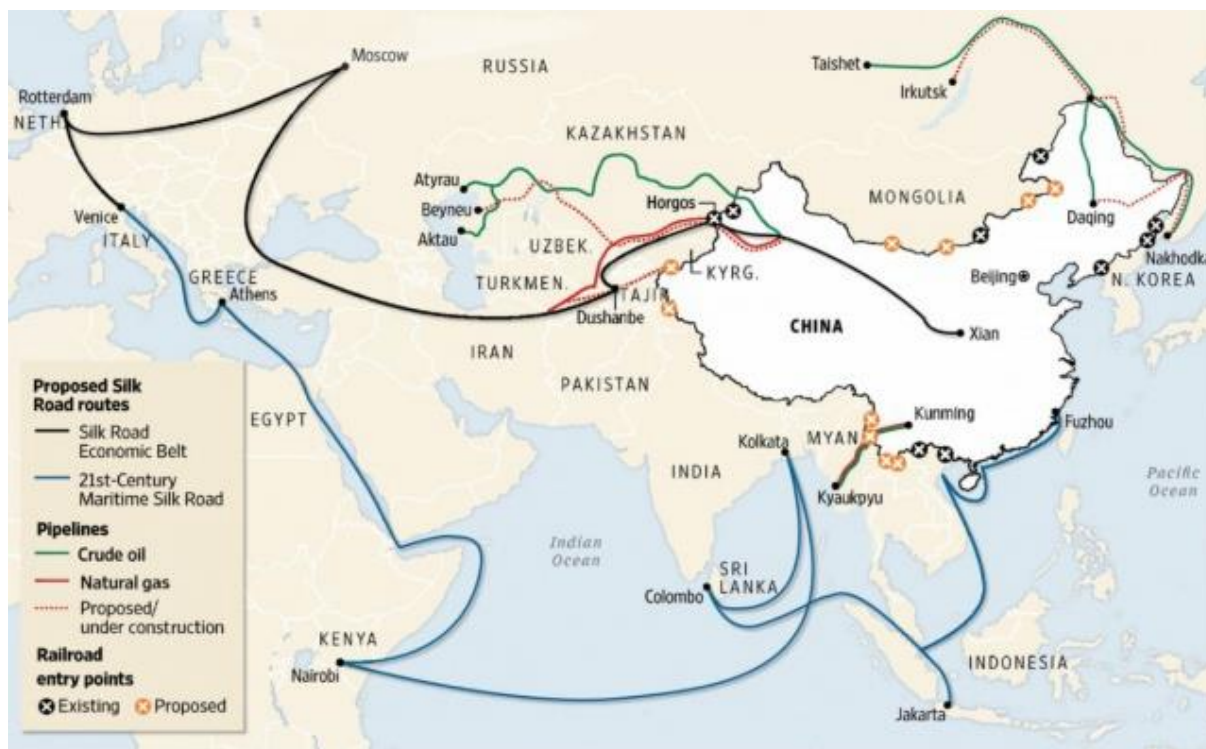 Moscow
RUSSIA
Taishet
Irkutsk
Rotterdam
NETH.
KAZAKHSTAN
Atyrau
Beyneu
Aktau
Horgos
MONGOLIA
Daqing
Venice
ITALY
UZBEK.
TURKMEN.
KYRG.
TAJIK.
Dushanbe
Beijing
Nakhodka
N. KOREA
GREECE
Athens
CHINA
Xian
IRAN
PAKISTAN
EGYPT
Kolkata
MYAN
Kunming
Fuzhou
INDIA
Kyaukpyu
Pacific
Ocean
Indian
Ocean
SRI
LANKA
Colombo
KENYA
Nairobi
INDONESIA
Jakarta
Proposed Silk
Road routes
Silk Road
Economic Belt
21st-Century
Maritime Silk Road
Pipelines
Crude oil
Natural gas
Proposed/
under construction
Railroad
entry points
Existing
Proposed